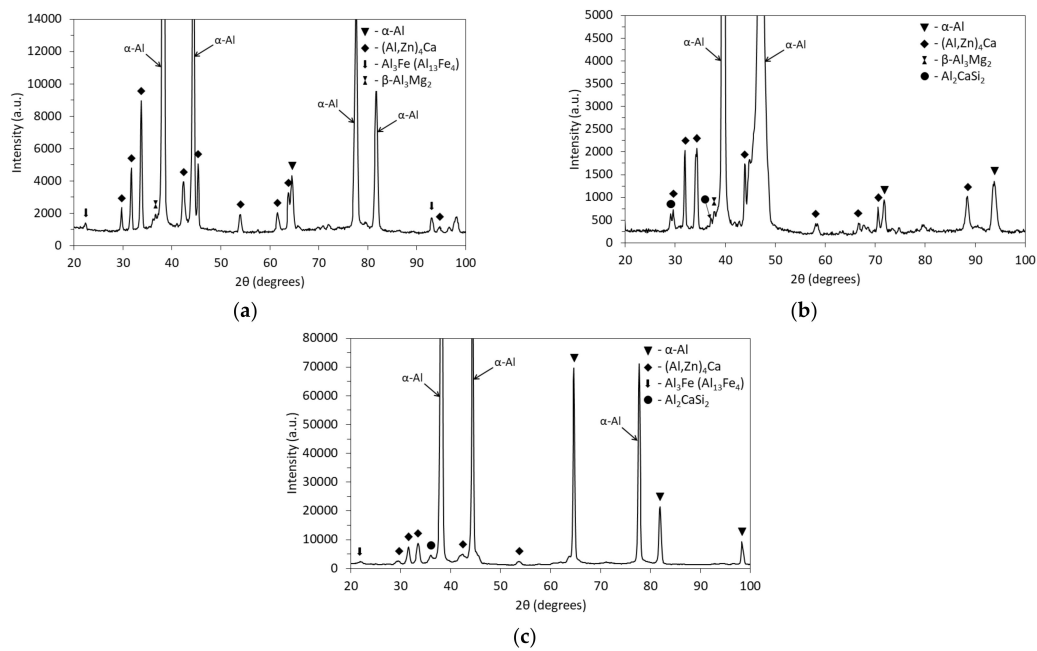 14000
12000
10000
8000
6000
4000
2000
0
20 30 40 50 60 70 80 90 100
Intensity (a.u.)
2θ (degrees)
α-Al
α-Al
α-Al
α-Al
- α-Al
- (Al,Zn)₄Ca
- Al₃Fe (Al₁₃Fe₄)
- β-Al₃Mg₂
(a)
5000
4500
4000
3500
3000
2500
2000
1500
1000
500
0
20 30 40 50 60 70 80 90 100
Intensity (a.u.)
2θ (degrees)
α-Al
α-Al
- α-Al
- (Al,Zn)₄Ca
- β-Al₃Mg₂
- Al₂CaSi₂
(b)
80000
70000
60000
50000
40000
30000
20000
10000
0
20 30 40 50 60 70 80 90 100
Intensity (a.u.)
2θ (degrees)
α-Al
α-Al
α-Al
- α-Al
- (Al,Zn)₄Ca
- Al₃Fe (Al₁₃Fe₄)
- Al₂CaSi₂
(c)